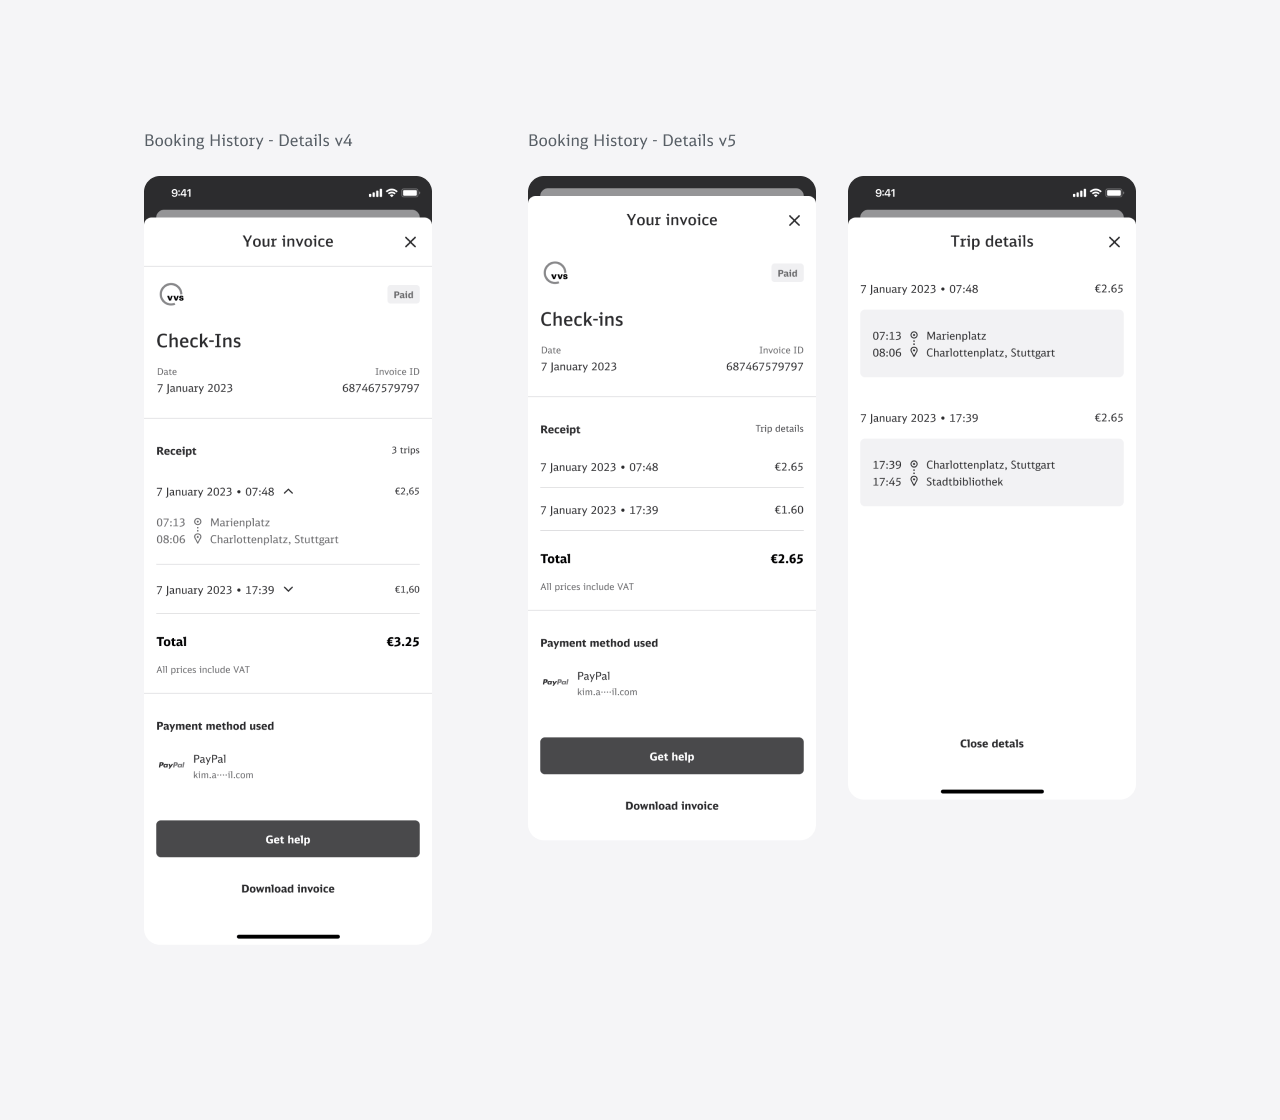 Booking History - Details v4
9:41
Your invoice
vvs
Paid
Check-Ins
Date
Invoice ID
7 January 2023
687467579797
Receipt
3 trips
7 January 2023 • 07:48
€2,65
07:13 Marienplatz
08:06 Charlottenplatz, Stuttgart
7 January 2023 • 17:39
€1,60
Total
€3.25
All prices include VAT
Payment method used
PayPal
PayPal
kim.a····il.com
Get help
Download invoice
Booking History - Details v5
Your invoice
vvs
Paid
Check-ins
Date
Invoice ID
7 January 2023
687467579797
Receipt
Trip details
7 January 2023 • 07:48
€2.65
7 January 2023 • 17:39
€1.60
Total
€2.65
All prices include VAT
Payment method used
PayPal
PayPal
kim.a····il.com
Get help
Download invoice
9:41
Trip details
7 January 2023 • 07:48
€2.65
07:13 Marienplatz
08:06 Charlottenplatz, Stuttgart
7 January 2023 • 17:39
€2.65
17:39 Charlottenplatz, Stuttgart
17:45 Stadtbibliothek
Close detals